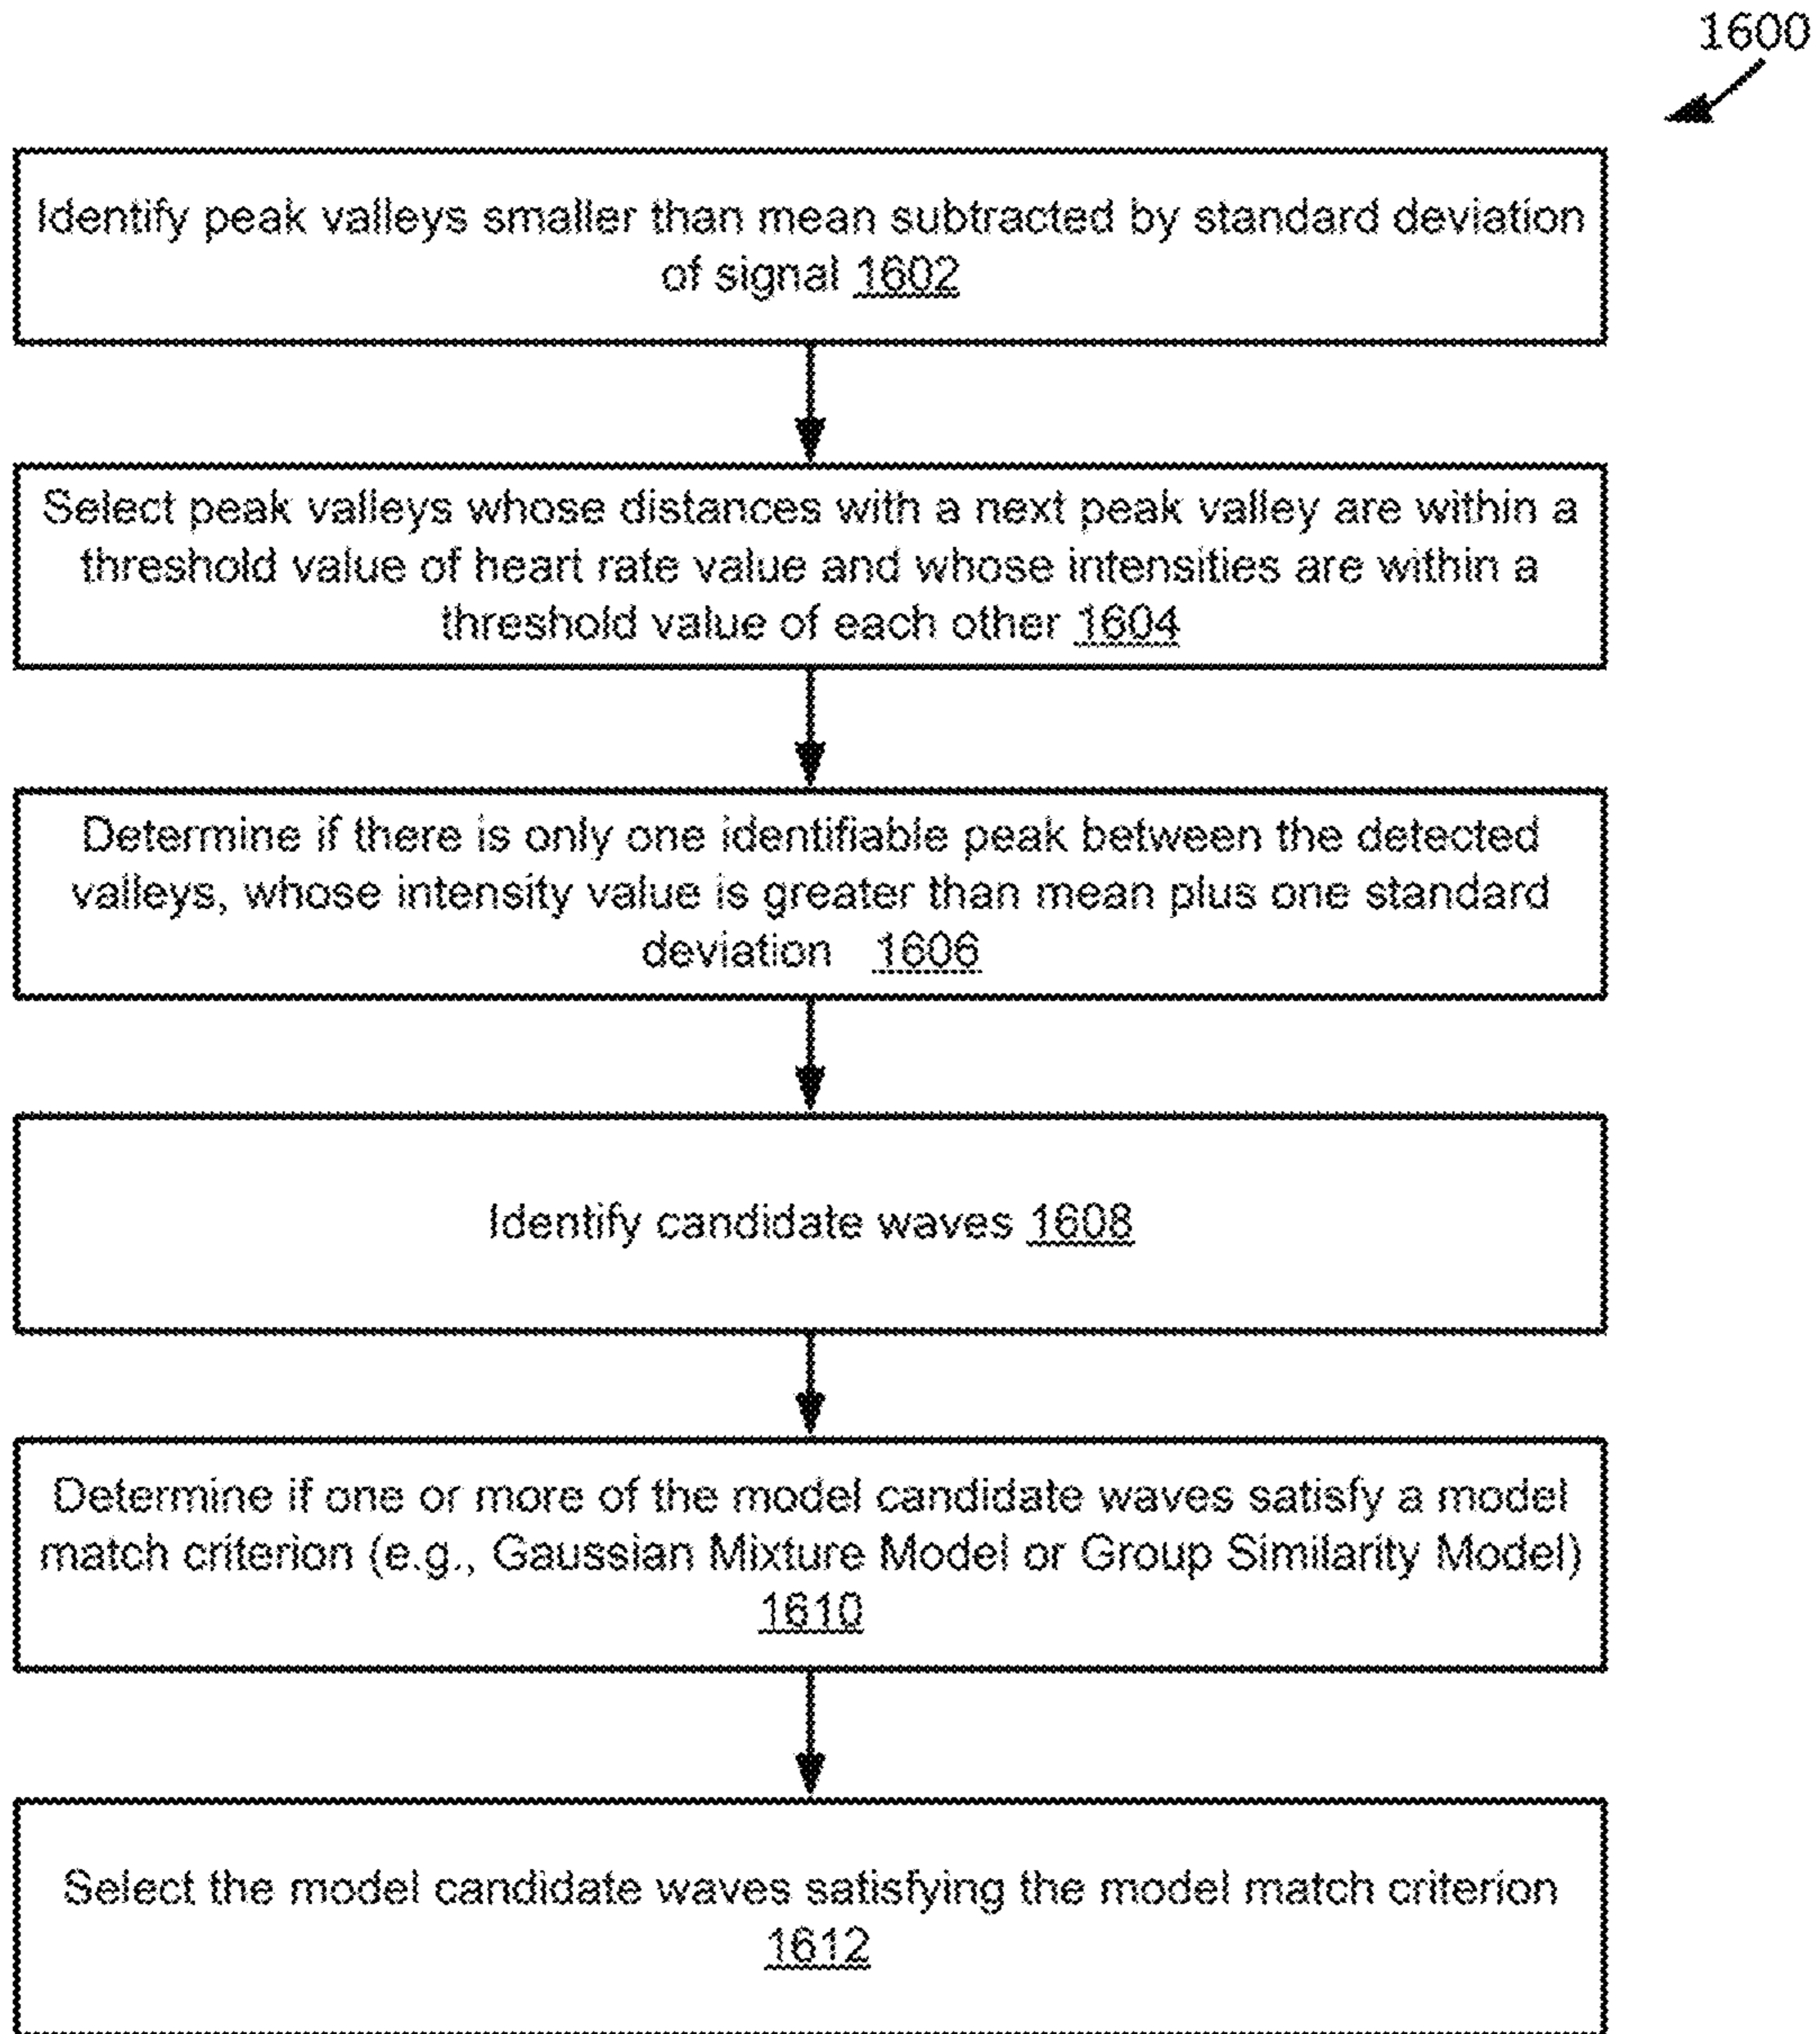 1600
Identify peak valleys smaller than mean subtracted by standard deviation
of signal 1602
Select peak valleys whose distances with a next peak valley are within a
threshold value of heart rate value and whose intensities are within a
threshold value of each other 1604
Determine if there is only one identifiable peak between the detected
valleys, whose intensity value is greater than mean plus one standard
deviation 1606
Identify candidate waves 1608
Determine if one or more of the model candidate waves satisfy a model
match criterion (e.g., Gaussian Mixture Model or Group Similarity Model)
1610
Select the model candidate waves satisfying the model match criterion
1612